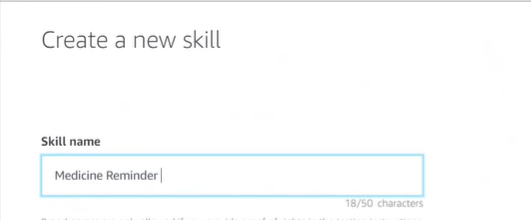 Create a new skill
Skill name
Medicine Reminder
18/50 characters